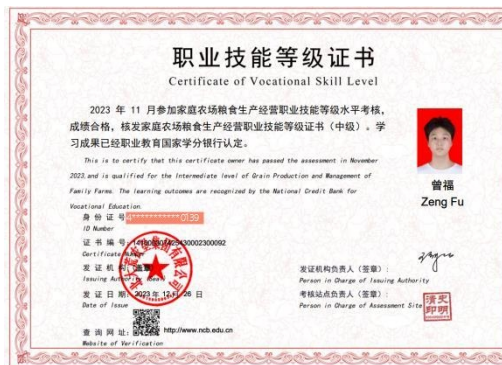 职业技能等级证书
Certificate of Vocational Skill Level
2023 年 11 月参加家庭农场粮食生产经营职业技能等级水平考核,
成绩合格,核发家庭农场粮食生产经营职业技能等级证书(中级)。学
习成果已经职业教育国家学分银行认定。
This is to certify that this certificate owner has passed the assessment in November
2023,and is qualified for the Intermediate level of Grain Production and Management of
Family Farms. The learning outcomes are recognized by the National Credit Bank for
Vocational Education.
曾福
Zeng Fu
身 份 证 号:4************0139
ID Number
证 书 编 号:
Certificate Number
发 证 机 构(盖章)
Issuing Authority
发 证 日 期:2023 年 12 月 26 日
Date of Issue
发证机构负责人(签章):
Person in Charge of Issuing Authority
考核站点负责人(签章):
Person in Charge of Assessment Site
查 询 网 址:http://www.ncb.edu.cn
Website of Verification